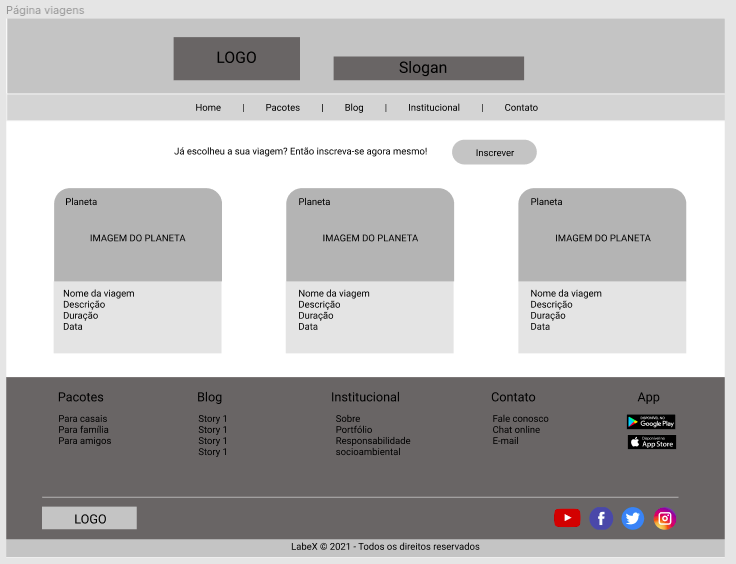 Página viagens
LOGO
Slogan
Home | Pacotes | Blog | Institucional | Contato
Já escolheu a sua viagem? Então inscreva-se agora mesmo!
Inscrever
Planeta
IMAGEM DO PLANETA
Nome da viagem
Descrição
Duração
Data
Planeta
IMAGEM DO PLANETA
Nome da viagem
Descrição
Duração
Data
Planeta
IMAGEM DO PLANETA
Nome da viagem
Descrição
Duração
Data
Pacotes
Para casais
Para família
Para amigos
Blog
Story 1
Story 1
Story 1
Story 1
Institucional
Sobre
Portfólio
Responsabilidade
socioambiental
Contato
Fale conosco
Chat online
E-mail
App
DISPONÍVEL NO
Google Play
Disponível na
App Store
LOGO
LabeX © 2021 - Todos os direitos reservados